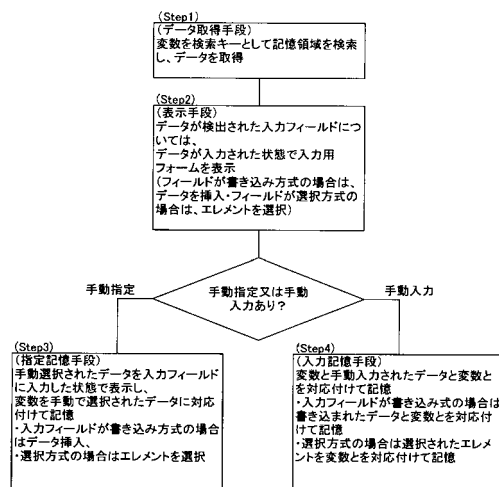 (Step1)
(データ取得手段)
変数を検索キーとして記憶領域を検索
し、データを取得
(Step2)
(表示手段)
データが検出された入力フィールドにつ
いては、
データが入力された状態で入力用
フォームを表示
(フィールドが書き込み方式の場合は、
データを挿入・フィールドが選択方式の
場合は、エレメントを選択)
手動指定又は手動
入力あり?
手動指定
手動入力
(Step3)
(指定記憶手段)
手動選択されたデータを入力フィールド
に入力した状態で表示し、
変数を手動で選択されたデータに対応
付けて記憶
・入力フィールドが書き込み方式の場合
はデータ挿入、
・選択方式の場合はエレメントを選択
(Step4)
(入力記憶手段)
変数と手動入力されたデータと変数と
を対応付けて記憶
・入力フィールドが書き込み式の場合は
書き込まれたデータと変数とを対応付
けて記憶
・選択方式の場合は選択されたエレメ
ントを変数とを対応付けて記憶